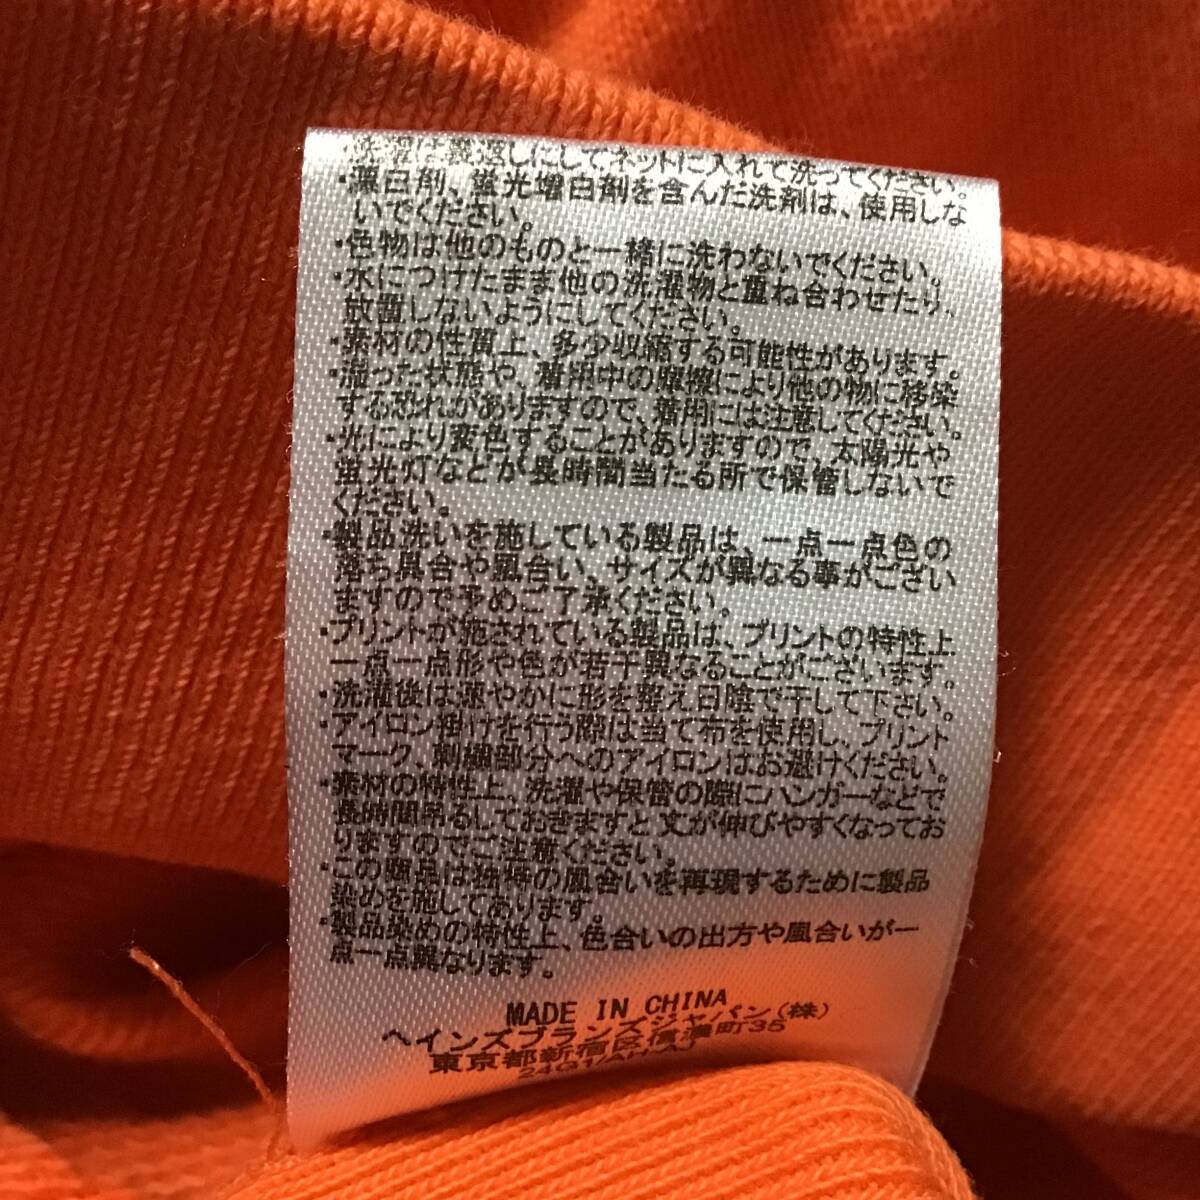 ・洗濯は裏返しにしてネットに入れて洗ってください。
・漂白剤、蛍光増白剤を含んだ洗剤は、使用しな
いでください。
・色物は他のものと一緒に洗わないでください。
・水につけたまま他の洗濯物と重ね合わせたり、
放置しないようにしてください。
・素材の性質上、多少収縮する可能性があります。
・湿った状態や、着用中の摩擦により他の物に移染
する恐れがありますので、着用には注意してください。
・光により変色することがありますので、太陽光や
蛍光灯などが長時間当たる所で保管しないで
ください。
・製品洗いを施している製品は、一点一点色の
落ち具合や風合い、サイズが異なる事がござい
ますので予めご了承ください。
・プリントが施されている製品は、プリントの特性上
一点一点形や色が若干異なることがございます。
・洗濯後は速やかに形を整え日陰で干して下さい。
・アイロン掛けを行う際は当て布を使用し、プリント
マーク、刺繍部分へのアイロンはお避けください。
・素材の特性上、洗濯や保管の際にハンガーなどで
長時間吊るしておきますと丈が伸びやすくなってお
りますのでご注意ください。
・この商品は独特の風合いを再現するために製品
染めを施してあります。
・製品染めの特性上、色合いの出方や風合いが一
点一点異なります。
MADE IN CHINA
ヘインズブランズジャパン(株)
東京都新宿区信濃町35